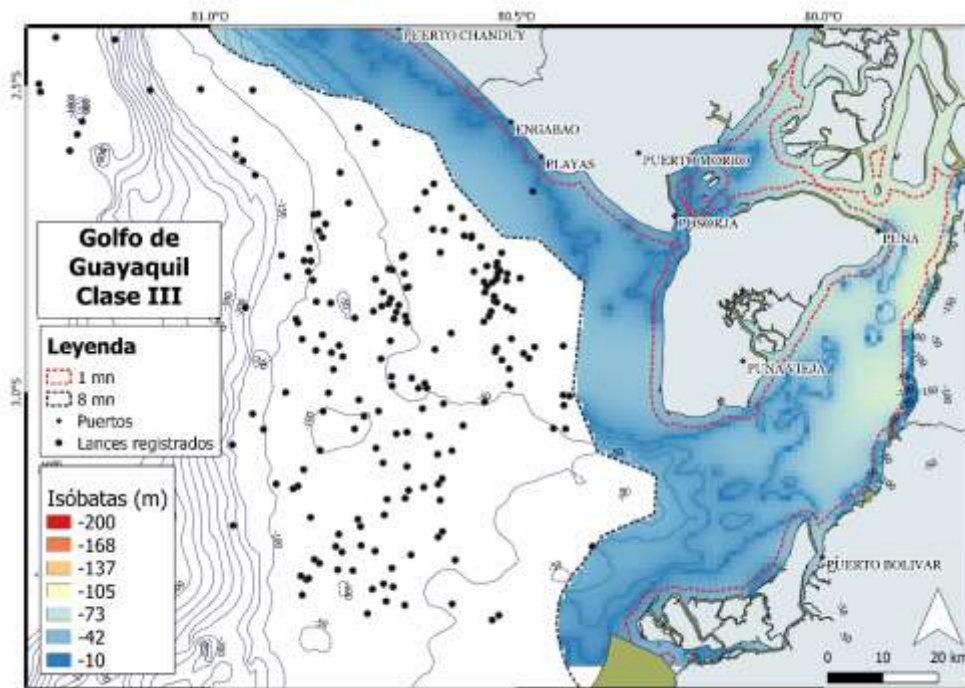 81.0°O 80.5°O 80.0°O
PUERTO CHANDUY
2.5°S
ENGABAO
PLAYAS
PUERTO MORRO
POSORJA
PUNÁ
Golfo de
Guayaquil
Clase III
Leyenda
1 mn
8 mn
Puertos
Lances registrados
PUNÁ VIEJA
3.0°S
Isóbatas (m)
-200
-168
-137
-105
-73
-42
-10
PUERTO BOLIVAR
0 10 20 km